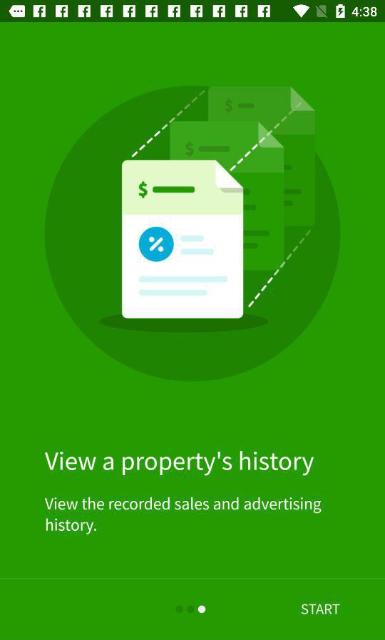 4:38
$
$
$
%
View a property's history
View the recorded sales and advertising
history.
START